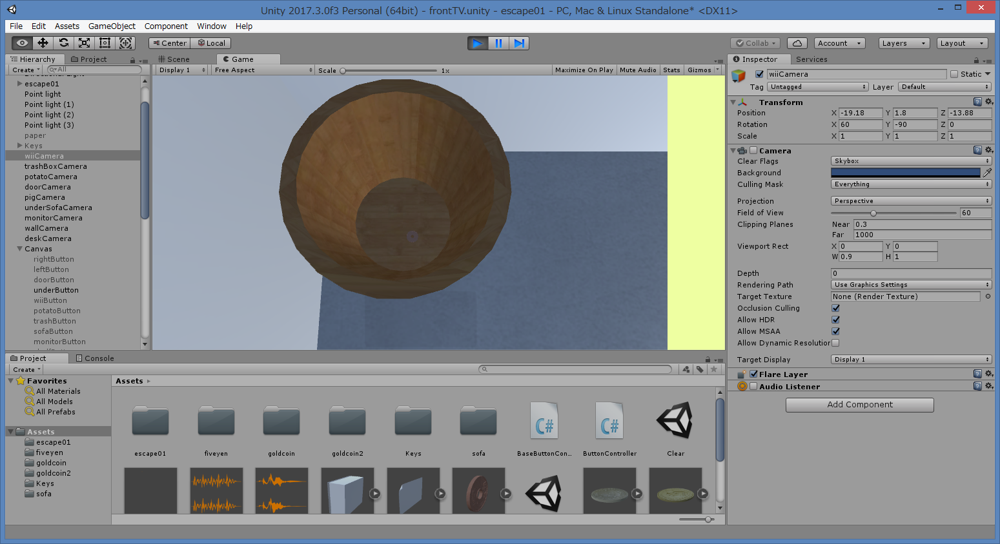 Unity 2017.3.0f3 Personal (64bit) - frontTV.unity - escape01 - PC, Mac & Linux Standalone* <DX11>
File Edit Assets GameObject Component Window Help
Center Local Collab Account Layers Layout
Hierarchy Project
Create All
escape01
Point light
Point light (1)
Point light (2)
Point light (3)
paper
Keys
wiiCamera
trashBoxCamera
potatoCamera
doorCamera
pigCamera
underSofaCamera
monitorCamera
wallCamera
deskCamera
Canvas
rightButton
leftButton
doorButton
underButton
wiiButton
potatoButton
trashButton
sofaButton
monitorButton
Scene Game
Display 1 Free Aspect Scale 1x Maximize On Play Mute Audio Stats Gizmos
Inspector Services
wiiCamera Static
Tag Untagged Layer Default
Transform
Position X -19.18 Y 1.8 Z -13.88
Rotation X 60 Y -90 Z 0
Scale X 1 Y 1 Z 1
Camera
Clear Flags Skybox
Background
Culling Mask Everything
Projection Perspective
Field of View 60
Clipping Planes Near 0.3
Far 1000
Viewport Rect X 0 Y 0
W 0.9 H 1
Depth 0
Rendering Path Use Graphics Settings
Target Texture None (Render Texture)
Occlusion Culling
Allow HDR
Allow MSAA
Allow Dynamic Resolution
Target Display Display 1
Flare Layer
Audio Listener
Add Component
Project Console
Create
Favorites
All Materials
All Models
All Prefabs
Assets
escape01
fiveyen
goldcoin
goldcoin2
Keys
sofa
Assets
C# C#
escape01 fiveyen goldcoin goldcoin2 Keys sofa BaseButtonCon... ButtonController Clear